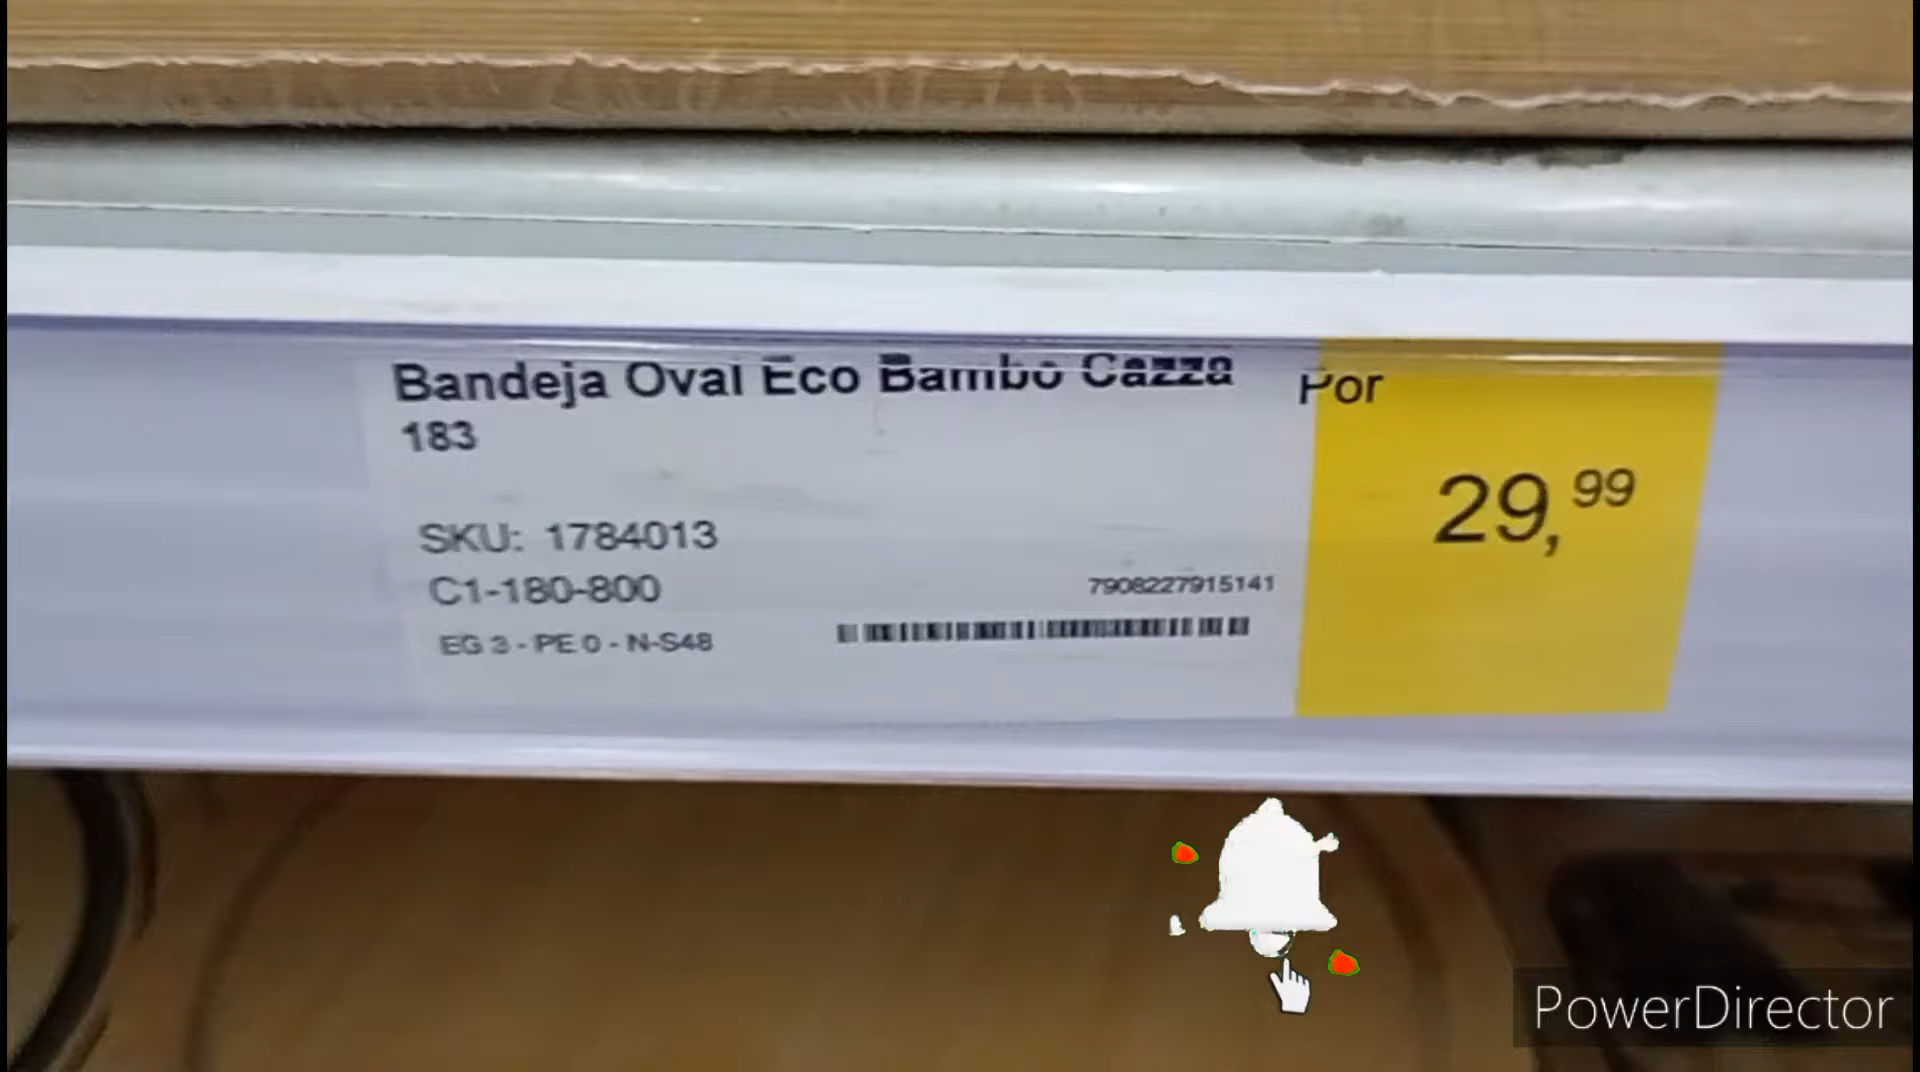 Bandeja Oval Eco Bambo Cazza
183
Por
29,99
SKU: 1784013
C1-180-800
7908227915141
EG 3 - PE 0 - N-S48
PowerDirector